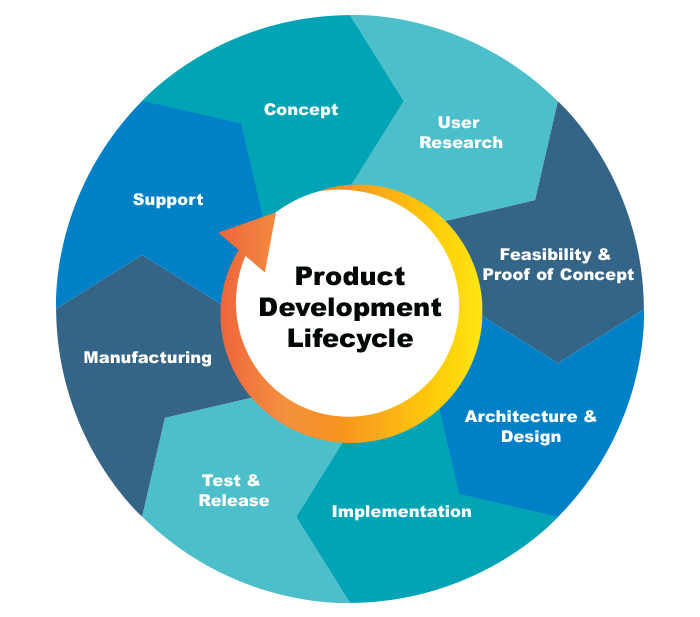 Concept
User
Research
Feasibility &
Proof of Concept
Architecture &
Design
Implementation
Test &
Release
Manufacturing
Support
Product
Development
Lifecycle